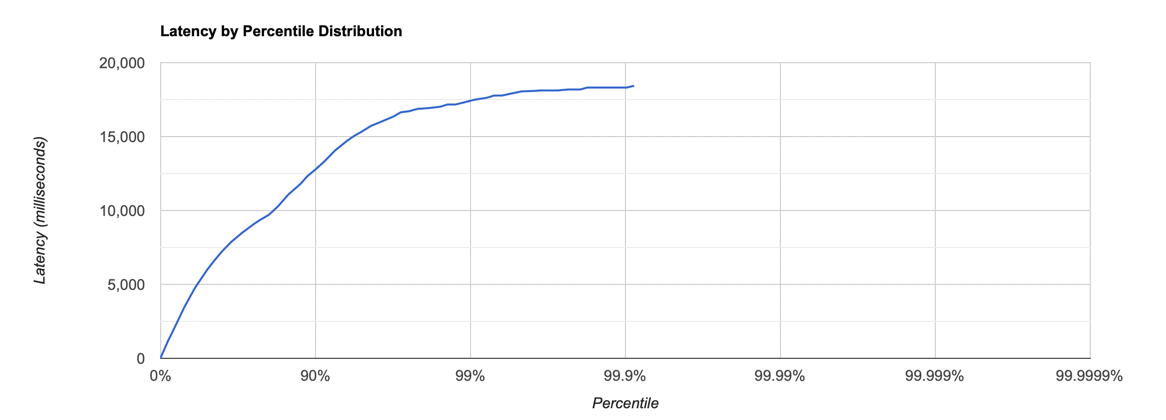 Latency by Percentile Distribution
20,000
15,000
10,000
5,000
0
Latency (milliseconds)
0% 90% 99% 99.9% 99.99% 99.999% 99.9999%
Percentile